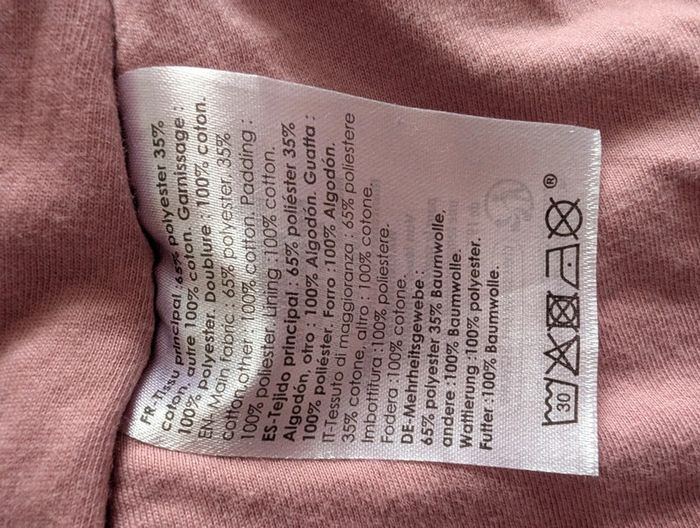 FR-Tissu principal : 65% polyester 35%
coton, autre 100% coton. Garnissage :
100% polyester. Doublure : 100% coton.
EN- Main fabric : 65% polyester 35%
cotton,other : 100% cotton. Padding :
100% poliester. Lining :100% cotton.
ES-Tejido principal : 65% poliéster 35%
Algodón, otro : 100% Algodón. Guatta :
100% poliéster. Forro :100% Algodón.
IT-Tessuto di maggioranza : 65% poliestere
35% cotone, altro : 100% cotone.
Imbottitura :100% poliestere.
Federa :100% cotone.
DE-Mehrheitsgewebe :
65% polyester 35% Baumwolle,
andere :100% Baumwolle.
Wattierung :100% polyester.
Futter :100% Baumwolle.
30 ®